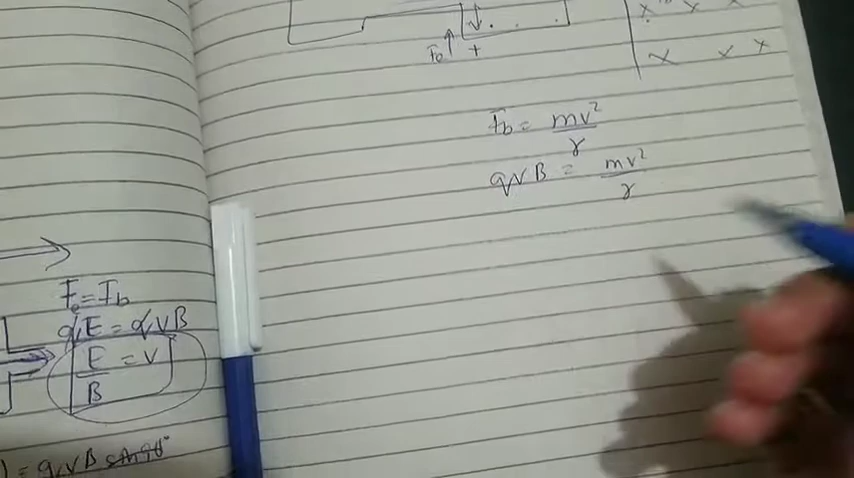 Fb +
x x x
x x x
Fb = mv²/r
qvB = mv²/r
Fe = Fb
qE = qvB
E/B = v
= qvB sin90°